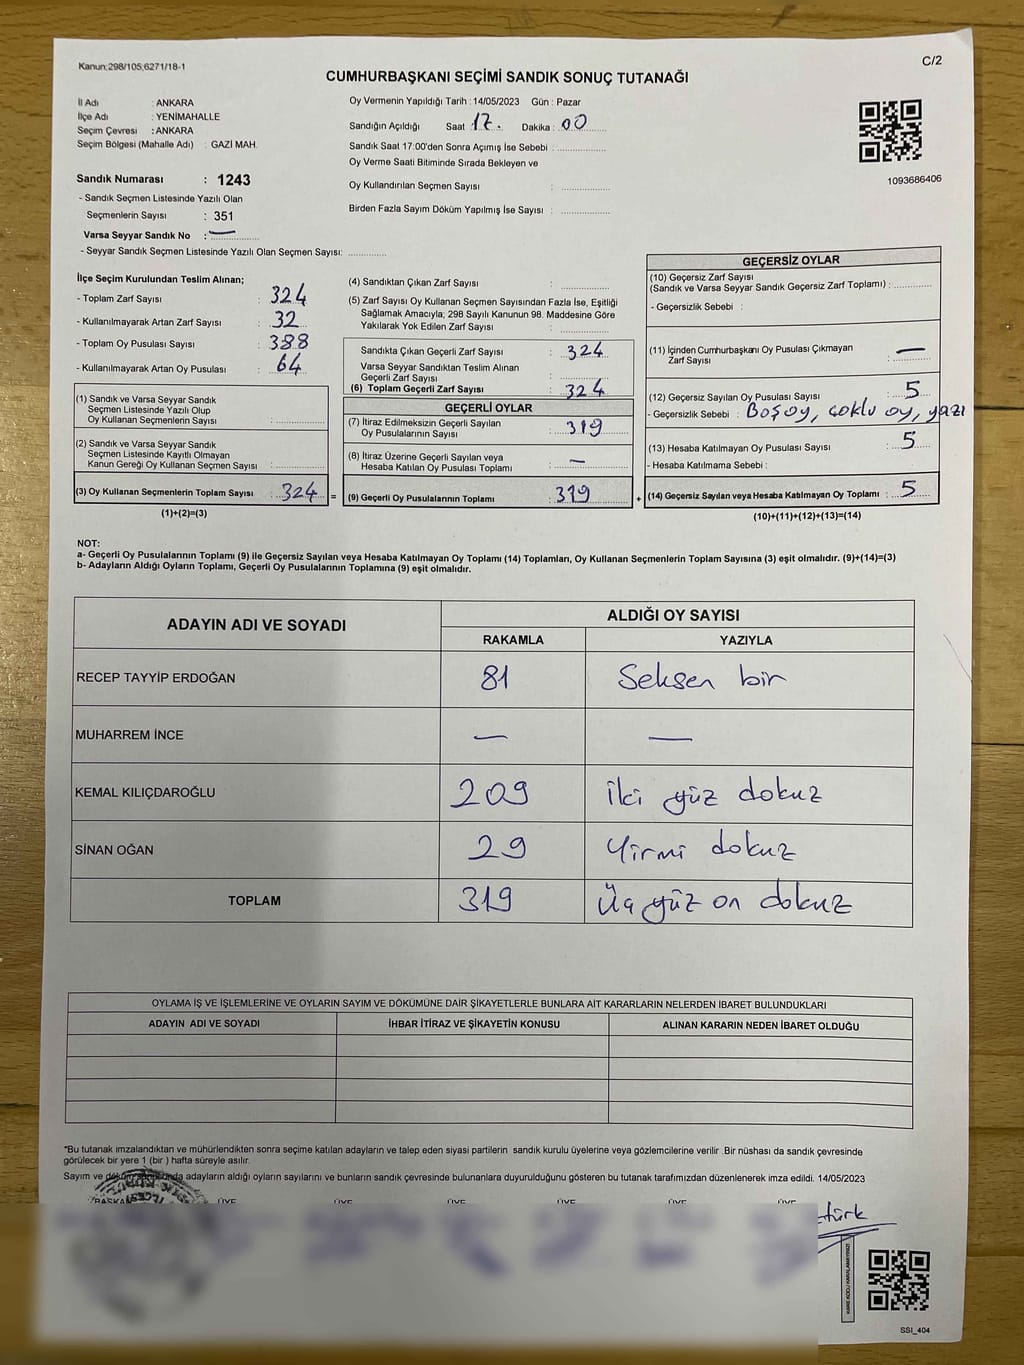 Kanun:298/105;6271/18-1
C/2
CUMHURBAŞKANI SEÇİMİ SANDIK SONUÇ TUTANAĞI
İl Adı : ANKARA
İlçe Adı : YENİMAHALLE
Seçim Çevresi : ANKARA
Seçim Bölgesi (Mahalle Adı) : GAZİ MAH.
Sandık Numarası : 1243
- Sandık Seçmen Listesinde Yazılı Olan
Seçmenlerin Sayısı : 351
Varsa Seyyar Sandık No : —
- Seyyar Sandık Seçmen Listesinde Yazılı Olan Seçmen Sayısı: ..............
Oy Vermenin Yapıldığı Tarih : 14/05/2023 Gün : Pazar
Sandığın Açıldığı Saat 17. Dakika : 00
Sandık Saat 17:00'den Sonra Açımış İse Sebebi : ..............
Oy Verme Saati Bitiminde Sırada Bekleyen ve
Oy Kullandırılan Seçmen Sayısı : ..............
Birden Fazla Sayım Döküm Yapılmış İse Sayısı : ..............
1093686406
İlçe Seçim Kurulundan Teslim Alınan;
- Toplam Zarf Sayısı : 324
- Kullanılmayarak Artan Zarf Sayısı : 32
- Toplam Oy Pusulası Sayısı : 388
- Kullanılmayarak Artan Oy Pusulası : 64
(1) Sandık ve Varsa Seyyar Sandık
Seçmen Listesinde Yazılı Olup
Oy Kullanan Seçmenlerin Sayısı : ..............
(2) Sandık ve Varsa Seyyar Sandık
Seçmen Listesinde Kayıtlı Olmayan
Kanun Gereği Oy Kullanan Seçmen Sayısı : ..............
(3) Oy Kullanan Seçmenlerin Toplam Sayısı : 324 =
(1)+(2)=(3)
(4) Sandıktan Çıkan Zarf Sayısı : ..............
(5) Zarf Sayısı Oy Kullanan Seçmen Sayısından Fazla İse, Eşitliği
Sağlamak Amacıyla; 298 Sayılı Kanunun 98. Maddesine Göre
Yakılarak Yok Edilen Zarf Sayısı : ..............
Sandıkta Çıkan Geçerli Zarf Sayısı : 324
Varsa Seyyar Sandıktan Teslim Alınan
Geçerli Zarf Sayısı : ..............
(6) Toplam Geçerli Zarf Sayısı : 324
GEÇERLİ OYLAR
(7) İtiraz Edilmeksizin Geçerli Sayılan
Oy Pusulalarının Sayısı : 319
(8) İtiraz Üzerine Geçerli Sayılan veya
Hesaba Katılan Oy Pusulası Toplamı : —
(9) Geçerli Oy Pusulalarının Toplamı : 319 +
GEÇERSİZ OYLAR
(10) Geçersiz Zarf Sayısı
(Sandık ve Varsa Seyyar Sandık Geçersiz Zarf Toplamı) : ..............
- Geçersizlik Sebebi :
(11) İçinden Cumhurbaşkanı Oy Pusulası Çıkmayan
Zarf Sayısı : —
(12) Geçersiz Sayılan Oy Pusulası Sayısı : 5
- Geçersizlik Sebebi : Boş oy, çoklu oy, yazı
(13) Hesaba Katılmayan Oy Pusulası Sayısı : 5
- Hesaba Katılmama Sebebi :
(14) Geçersiz Sayılan veya Hesaba Katılmayan Oy Toplamı : 5
(10)+(11)+(12)+(13)=(14)
NOT:
a- Geçerli Oy Pusulalarının Toplamı (9) ile Geçersiz Sayılan veya Hesaba Katılmayan Oy Toplamı (14) Toplamları, Oy Kullanan Seçmenlerin Toplam Sayısına (3) eşit olmalıdır. (9)+(14)=(3)
b- Adayların Aldığı Oyların Toplamı, Geçerli Oy Pusulalarının Toplamına (9) eşit olmalıdır.
ADAYIN ADI VE SOYADI
ALDIĞI OY SAYISI
RAKAMLA YAZIYLA
RECEP TAYYİP ERDOĞAN 81 Seksen bir
MUHARREM İNCE — —
KEMAL KILIÇDAROĞLU 209 iki yüz dokuz
SİNAN OĞAN 29 Yirmi dokuz
TOPLAM 319 Üç yüz on dokuz
OYLAMA İŞ VE İŞLEMLERİNE VE OYLARIN SAYIM VE DÖKÜMÜNE DAİR ŞİKAYETLERLE BUNLARA AİT KARARLARIN NELERDEN İBARET BULUNDUKLARI
ADAYIN ADI VE SOYADI İHBAR İTİRAZ VE ŞİKAYETİN KONUSU ALINAN KARARIN NEDEN İBARET OLDUĞU
*Bu tutanak imzalandıktan ve mühürlendikten sonra seçime katılan adayların ve talep eden siyasi partilerin sandık kurulu üyelerine veya gözlemcilerine verilir .Bir nüshası da sandık çevresinde
görülecek bir yere 1 (bir ) hafta süreyle asılır.
Sayım ve adayların aldığı oyların sayılarını ve bunların sandık çevresinde bulunanlara duyurulduğunu gösteren bu tutanak tarafımızdan düzenlenerek imza edildi. 14/05/2023
ÜYE ÜYE ÜYE ÜYE ÜYE ÜYE
türk
SSI_404